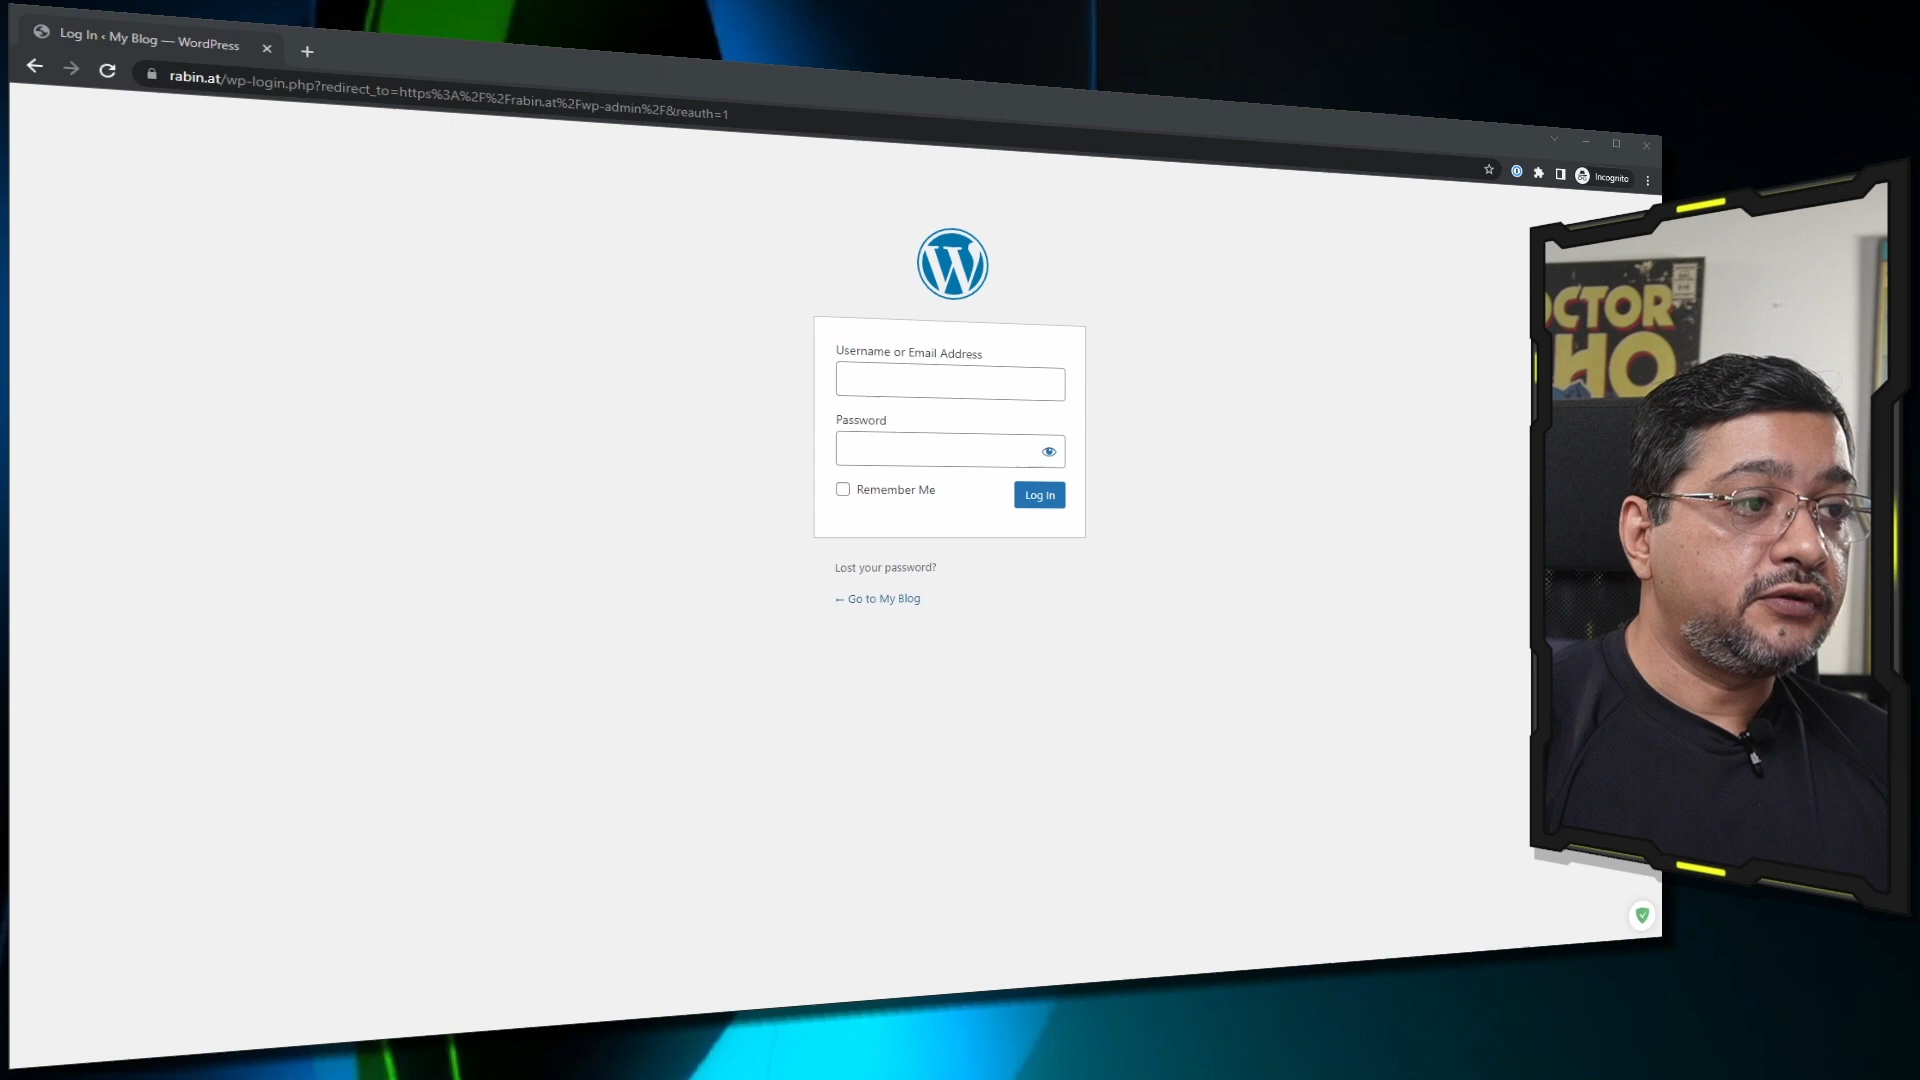 Log In ‹ My Blog — WordPress
rabin.at/wp-login.php?redirect_to=https%3A%2F%2Frabin.at%2Fwp-admin%2F&reauth=1
Incognito
Username or Email Address
Password
Remember Me
Log In
Lost your password?
← Go to My Blog
OCTOR
HO